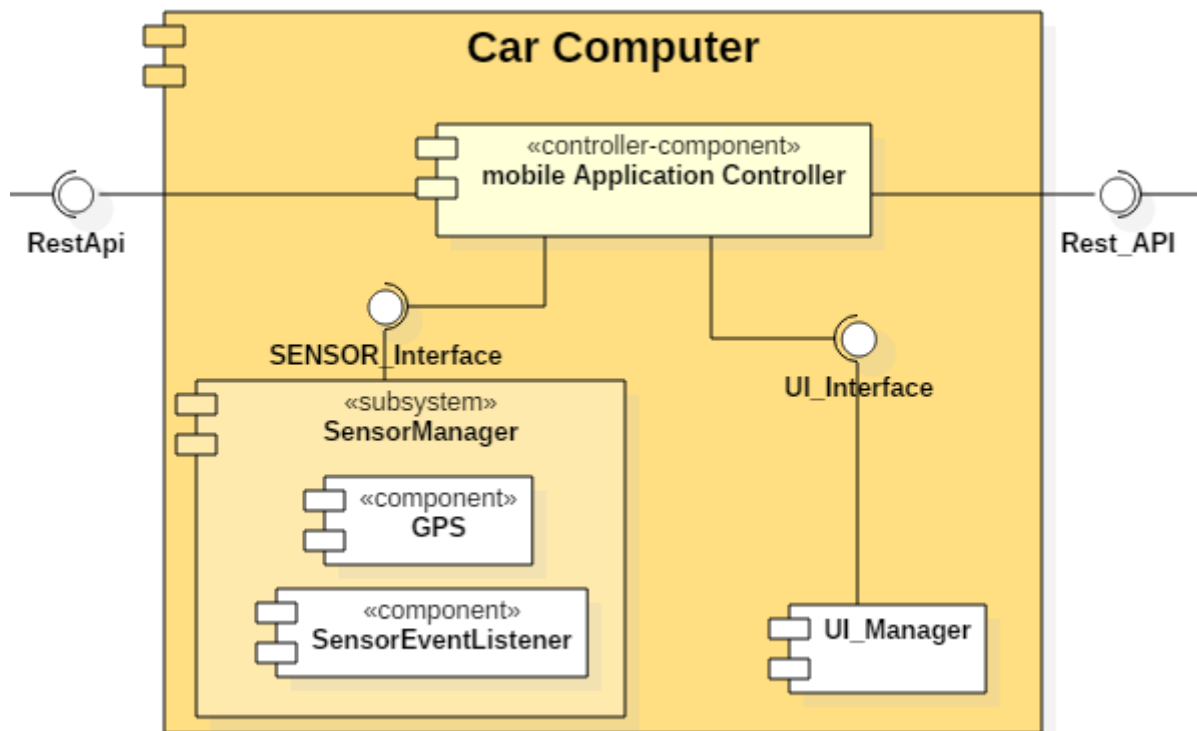 Car Computer
«controller-component»
mobile Application Controller
RestApi
Rest_API
SENSOR_Interface
UI_Interface
«subsystem»
SensorManager
«component»
GPS
«component»
SensorEventListener
UI_Manager